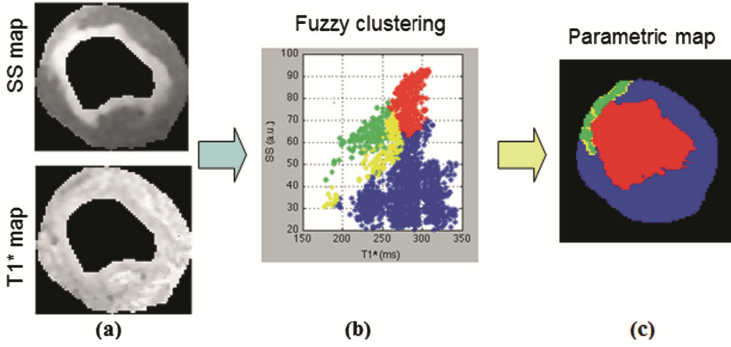 Fuzzy clustering
Parametric map
SS map
T1* map
SS (a.u.)
100
90
80
70
60
50
40
30
20
150 200 250 300 350
T1* (ms)
(a) (b) (c)